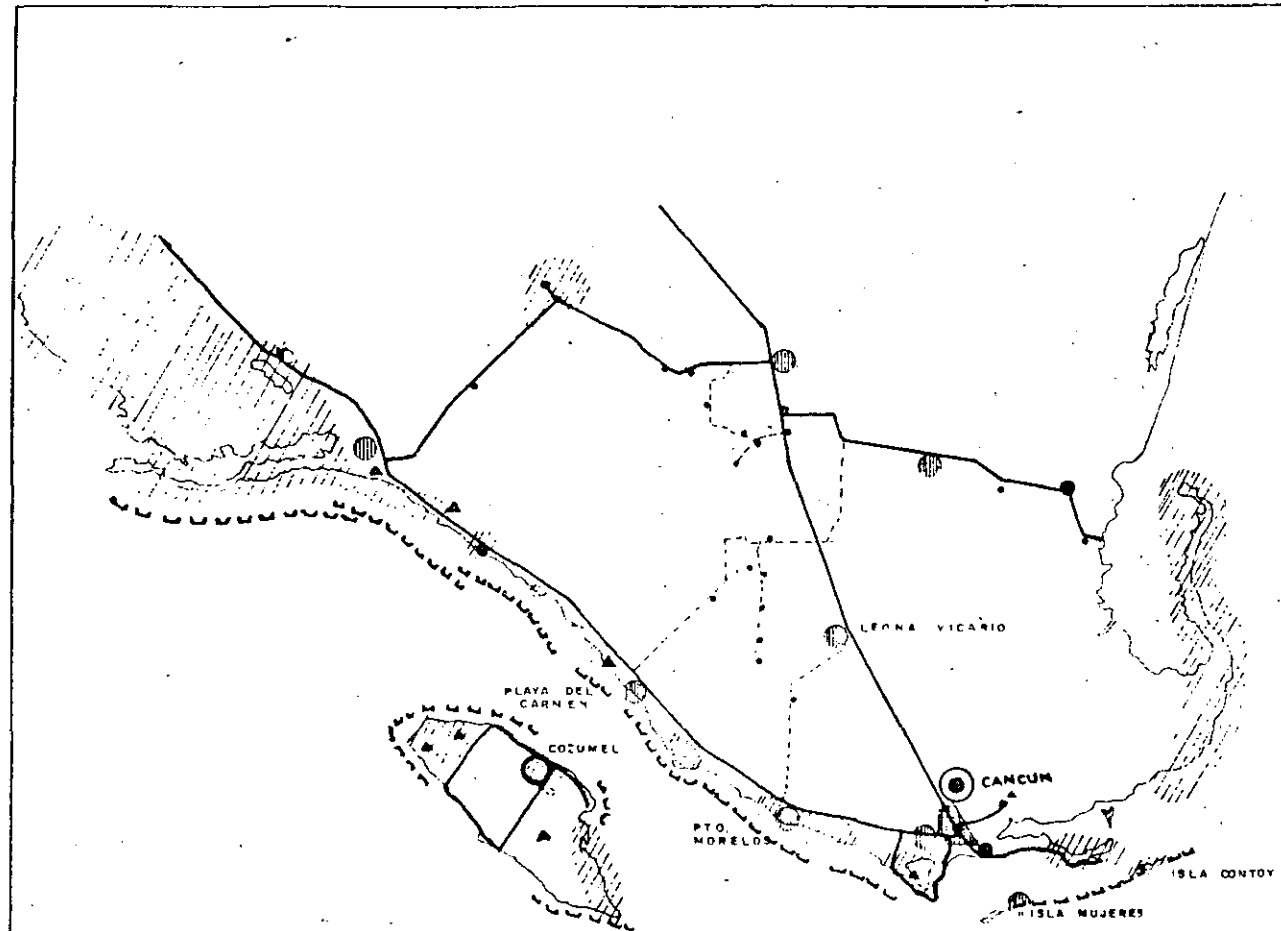 LEONA VICARIO
PLAYA DEL
CARMEN
COZUMEL
CANCUN
PTO.
MORELOS
ISLA CONTOY
ISLA MUJERES